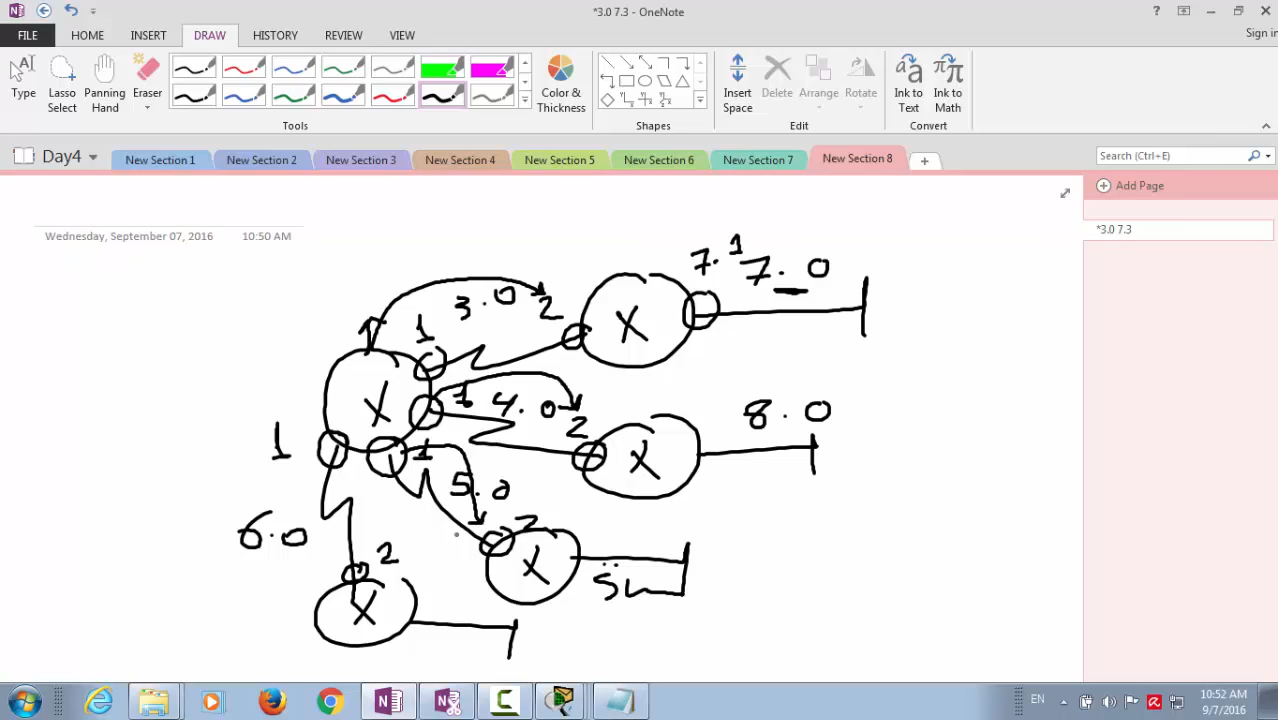 *3.0 7.3 - OneNote
FILE HOME INSERT DRAW HISTORY REVIEW VIEW Sign in
Type Lasso Select Panning Hand Eraser Color & Thickness Insert Space Delete Arrange Rotate Ink to Text Ink to Math
Tools Shapes Edit Convert
Day4 New Section 1 New Section 2 New Section 3 New Section 4 New Section 5 New Section 6 New Section 7 New Section 8 Search (Ctrl+E)
Add Page
*3.0 7.3
Wednesday, September 07, 2016 10:50 AM
7.1 7.0
3.0 2
1 X
X 1 4.0 2 8.0
X
1 1 5.0
6.0 2 2
X
X
EN 10:52 AM
9/7/2016